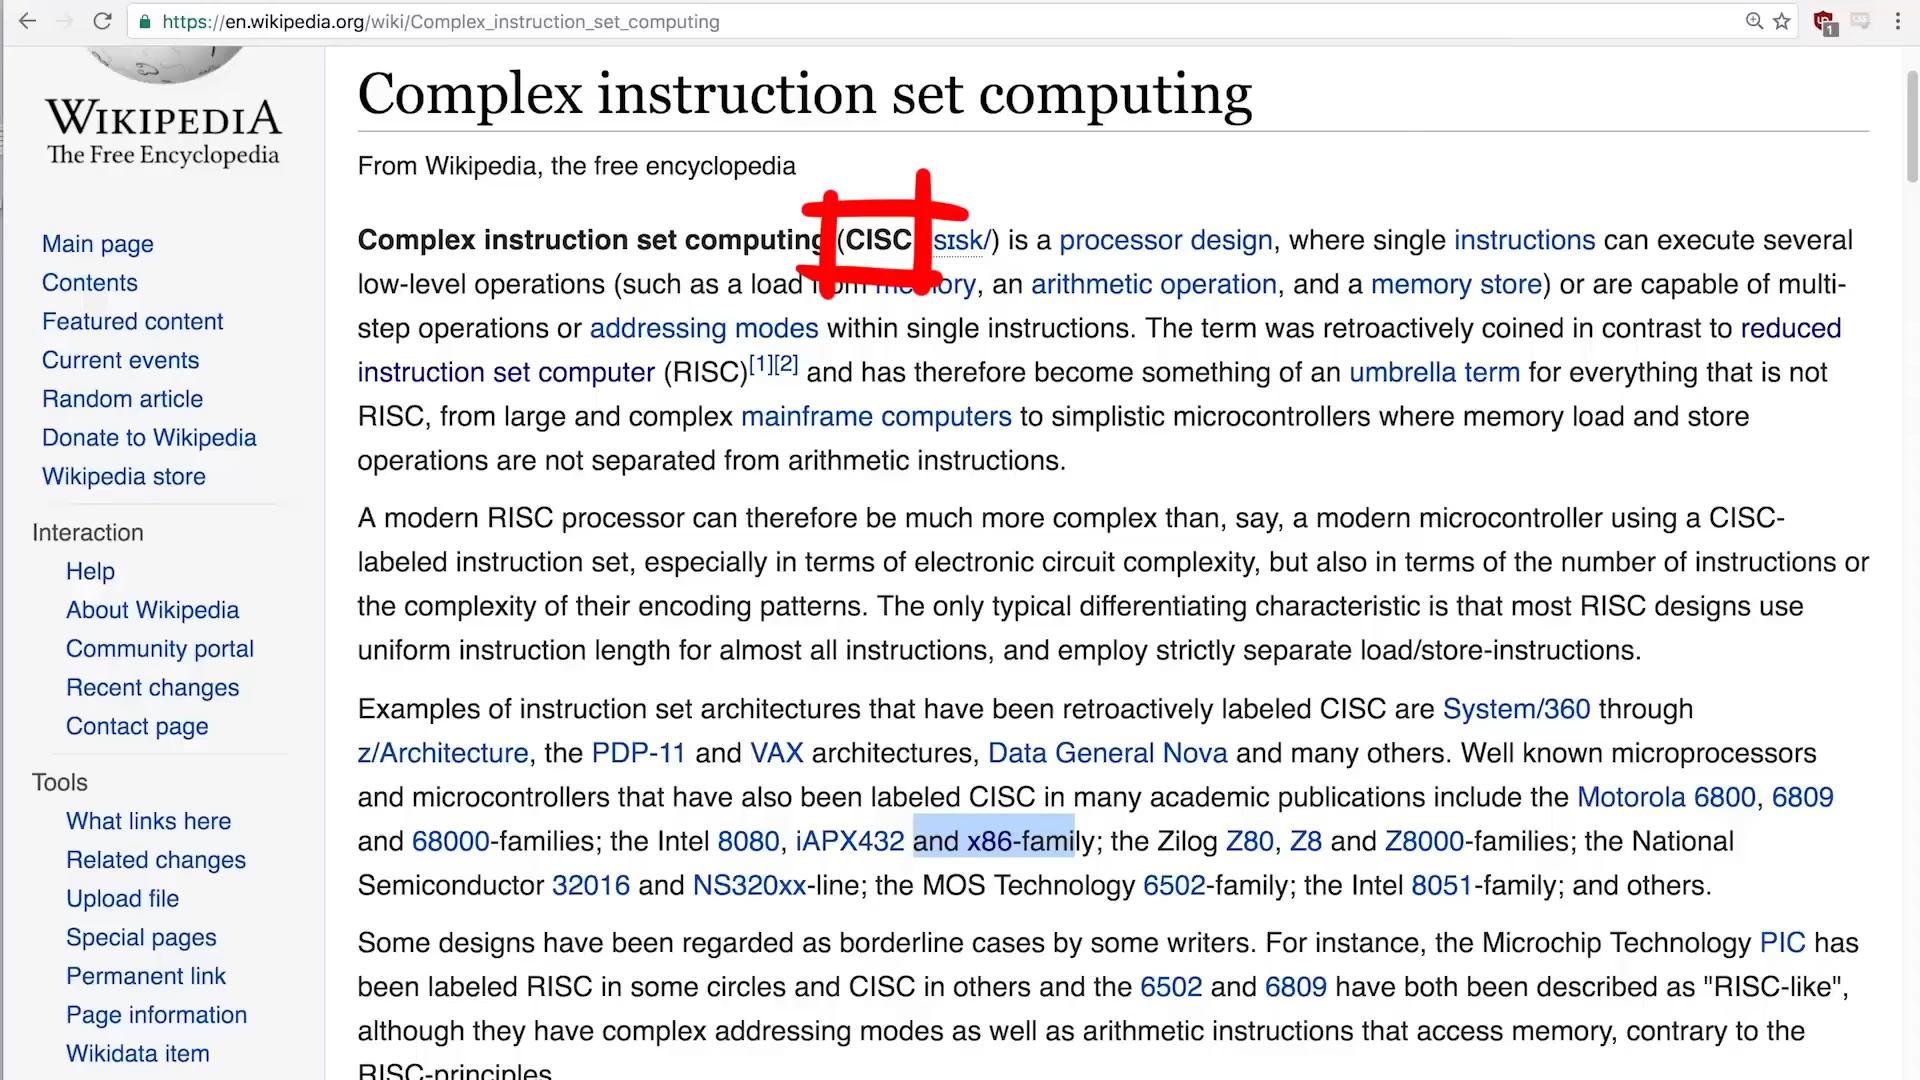 https://en.wikipedia.org/wiki/Complex_instruction_set_computing
1
WIKIPEDIA
The Free Encyclopedia
Main page
Contents
Featured content
Current events
Random article
Donate to Wikipedia
Wikipedia store
Interaction
Help
About Wikipedia
Community portal
Recent changes
Contact page
Tools
What links here
Related changes
Upload file
Special pages
Permanent link
Page information
Wikidata item
Complex instruction set computing
From Wikipedia, the free encyclopedia
Complex instruction set computing (CISC sɪsk/) is a processor design, where single instructions can execute several
low-level operations (such as a load from memory, an arithmetic operation, and a memory store) or are capable of multi-
step operations or addressing modes within single instructions. The term was retroactively coined in contrast to reduced
instruction set computer (RISC)[1][2] and has therefore become something of an umbrella term for everything that is not
RISC, from large and complex mainframe computers to simplistic microcontrollers where memory load and store
operations are not separated from arithmetic instructions.
A modern RISC processor can therefore be much more complex than, say, a modern microcontroller using a CISC-
labeled instruction set, especially in terms of electronic circuit complexity, but also in terms of the number of instructions or
the complexity of their encoding patterns. The only typical differentiating characteristic is that most RISC designs use
uniform instruction length for almost all instructions, and employ strictly separate load/store-instructions.
Examples of instruction set architectures that have been retroactively labeled CISC are System/360 through
z/Architecture, the PDP-11 and VAX architectures, Data General Nova and many others. Well known microprocessors
and microcontrollers that have also been labeled CISC in many academic publications include the Motorola 6800, 6809
and 68000-families; the Intel 8080, iAPX432 and x86-family; the Zilog Z80, Z8 and Z8000-families; the National
Semiconductor 32016 and NS320xx-line; the MOS Technology 6502-family; the Intel 8051-family; and others.
Some designs have been regarded as borderline cases by some writers. For instance, the Microchip Technology PIC has
been labeled RISC in some circles and CISC in others and the 6502 and 6809 have both been described as "RISC-like",
although they have complex addressing modes as well as arithmetic instructions that access memory, contrary to the
RISC-principles.